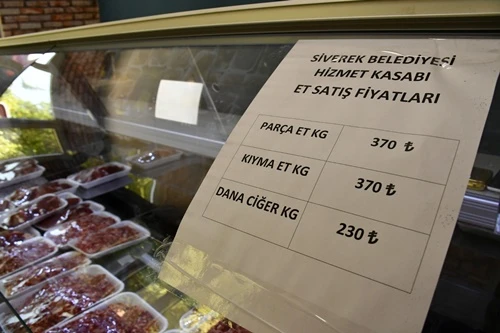 SİVEREK BELEDİYESİ
HİZMET KASABI
ET SATIŞ FİYATLARI
PARÇA ET KG 370 ₺
KIYMA ET KG 370 ₺
DANA CİĞER KG 230 ₺